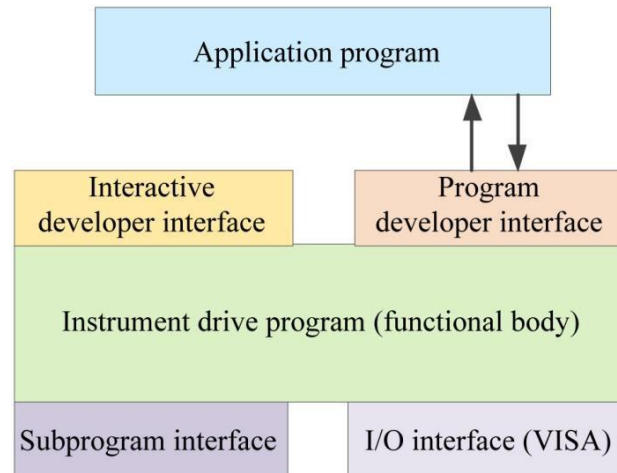 Application program
Interactive
developer interface
Program
developer interface
Instrument drive program (functional body)
Subprogram interface
I/O interface (VISA)